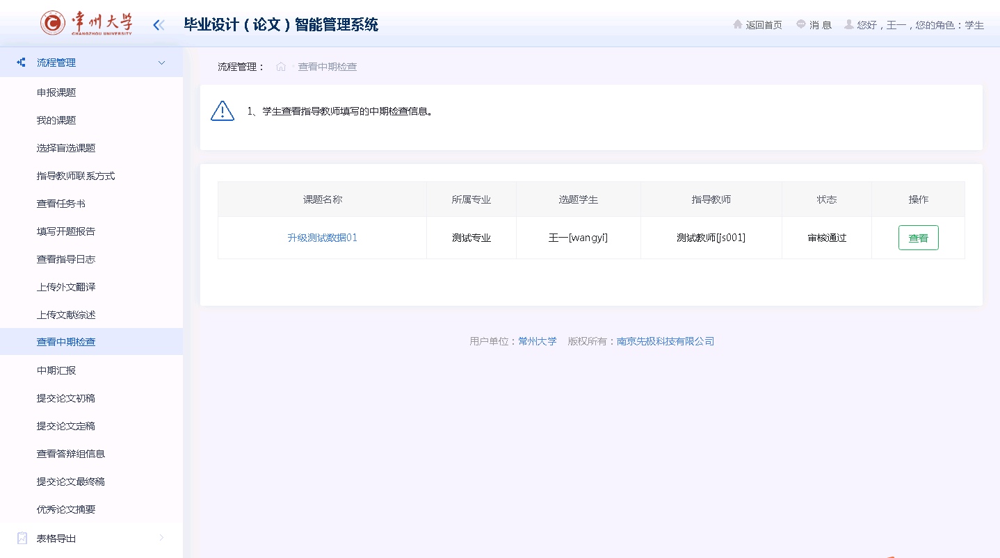 常州大学
CHANGZHOU UNIVERSITY
毕业设计（论文）智能管理系统
返回首页 消 息 您好，王一，您的角色：学生
流程管理
申报课题
我的课题
选择盲选课题
指导教师联系方式
查看任务书
填写开题报告
查看指导日志
上传外文翻译
上传文献综述
查看中期检查
中期汇报
提交论文初稿
提交论文定稿
查看答辩组信息
提交论文最终稿
优秀论文摘要
表格导出
流程管理： 查看中期检查
1、学生查看指导教师填写的中期检查信息。
课题名称 所属专业 选题学生 指导教师 状态 操作
升级测试数据01 测试专业 王一[wangyi] 测试教师[js001] 审核通过 查看
用户单位：常州大学 版权所有：南京先极科技有限公司